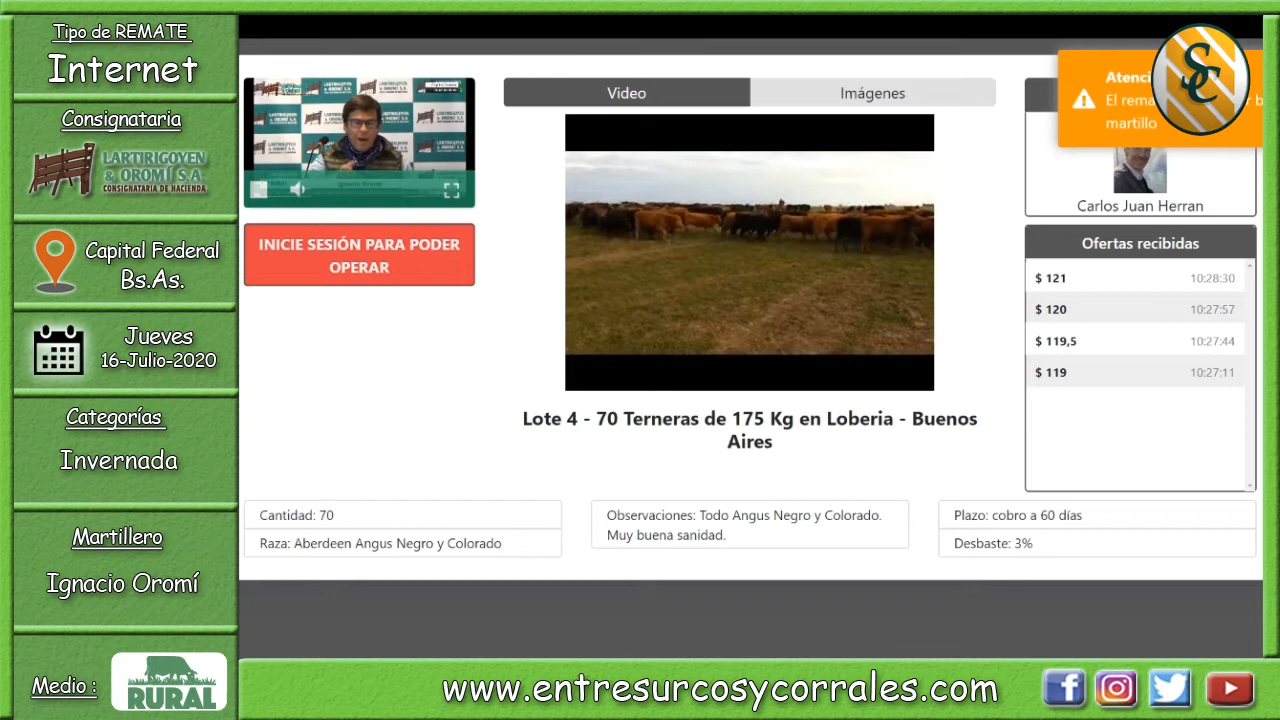 Tipo de REMATE
Internet
Consignataria
LARTIRIGOYEN
& OROMÍ S.A.
CONSIGNATARIA DE HACIENDA
Capital Federal
Bs.As.
Jueves
16-Julio-2020
Categorías
Invernada
Martillero
Ignacio Oromí
Medio :
RURAL
INICIE SESIÓN PARA PODER
OPERAR
Video
Imágenes
Lote 4 - 70 Terneras de 175 Kg en Loberia - Buenos
Aires
SC
martillo
Carlos Juan Herran
Ofertas recibidas
$ 121 10:28:30
$ 120 10:27:57
$ 119,5 10:27:44
$ 119 10:27:11
Cantidad: 70
Raza: Aberdeen Angus Negro y Colorado
Observaciones: Todo Angus Negro y Colorado.
Muy buena sanidad.
Plazo: cobro a 60 días
Desbaste: 3%
www.entresurcosycorrales.com